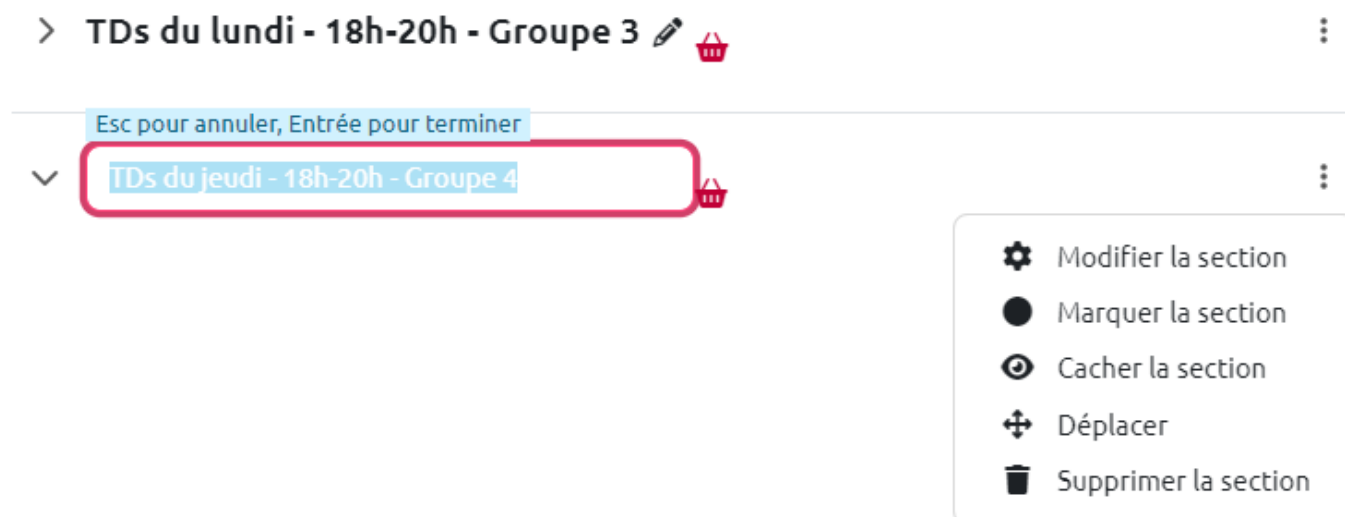 TDs du lundi - 18h-20h - Groupe 3
Esc pour annuler, Entrée pour terminer
TDs du jeudi - 18h-20h - Groupe 4
Modifier la section
Marquer la section
Cacher la section
Déplacer
Supprimer la section